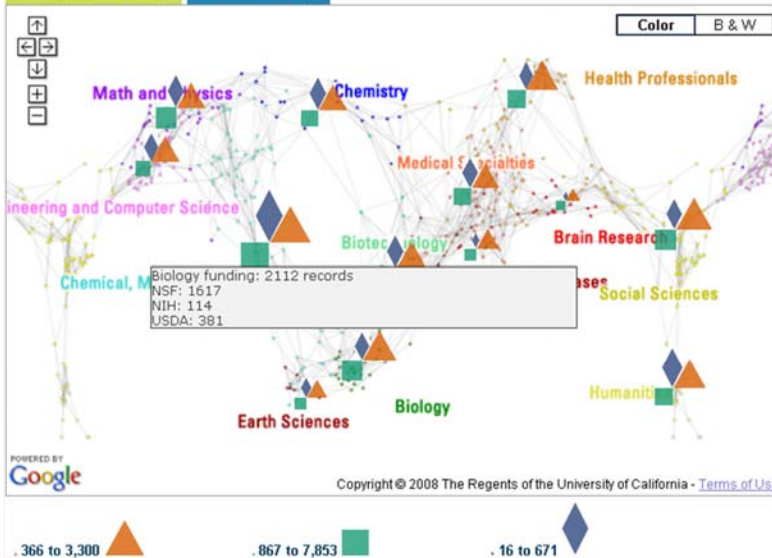 Color B & W
Math and Physics
Chemistry
Health Professionals
Medical Specialties
ineering and Computer Science
Biotechnology
Brain Research
Chemical, M
Biology funding: 2112 records
NSF: 1617
NIH: 114
USDA: 381
ases
Social Sciences
Humaniti
Earth Sciences
Biology
POWERED BY
Google
Copyright © 2008 The Regents of the University of California - Terms of Us
. 366 to 3,300
. 867 to 7,853
. 16 to 671